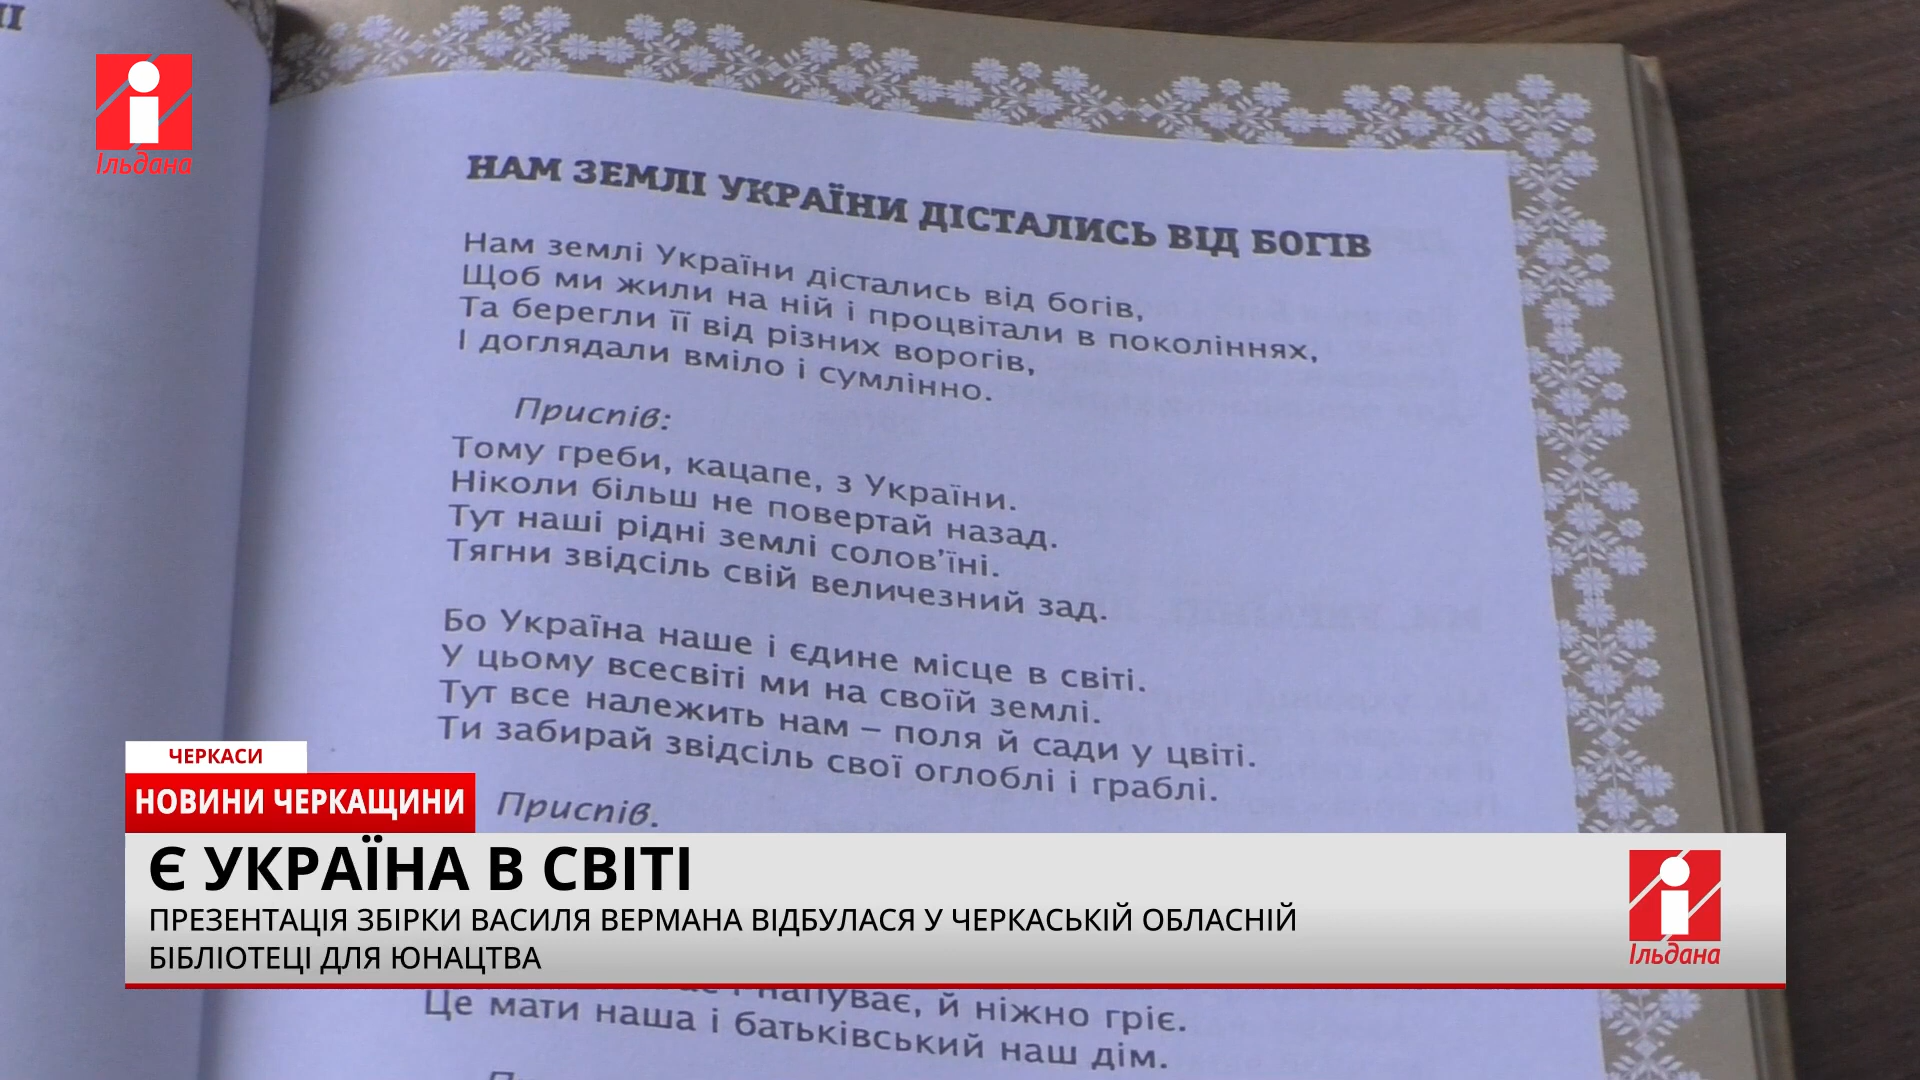 Ільдана
НАМ ЗЕМЛІ УКРАЇНИ ДІСТАЛИСЬ ВІД БОГІВ
Нам землі України дістались від богів,
Щоб ми жили на ній і процвітали в поколіннях,
Та берегли її від різних ворогів,
І доглядали вміло і сумлінно.
Приспів:
Тому греби, кацапе, з України.
Ніколи більш не повертай назад.
Тут наші рідні землі солов’їні.
Тягни звідсіль свій величезний зад.
Бо Україна наше і єдине місце в світі.
У цьому всесвіті ми на своїй землі.
Тут все належить нам – поля й сади у цвіті.
Ти забирай звідсіль свої оглоблі і граблі.
Приспів.
ЧЕРКАСИ
НОВИНИ ЧЕРКАЩИНИ
Є УКРАЇНА В СВІТІ
ПРЕЗЕНТАЦІЯ ЗБІРКИ ВАСИЛЯ ВЕРМАНА ВІДБУЛАСЯ У ЧЕРКАСЬКІЙ ОБЛАСНІЙ
БІБЛІОТЕЦІ ДЛЯ ЮНАЦТВА
Ільдана
і напуває, й ніжно гріє.
Це мати наша і батьківський наш дім.